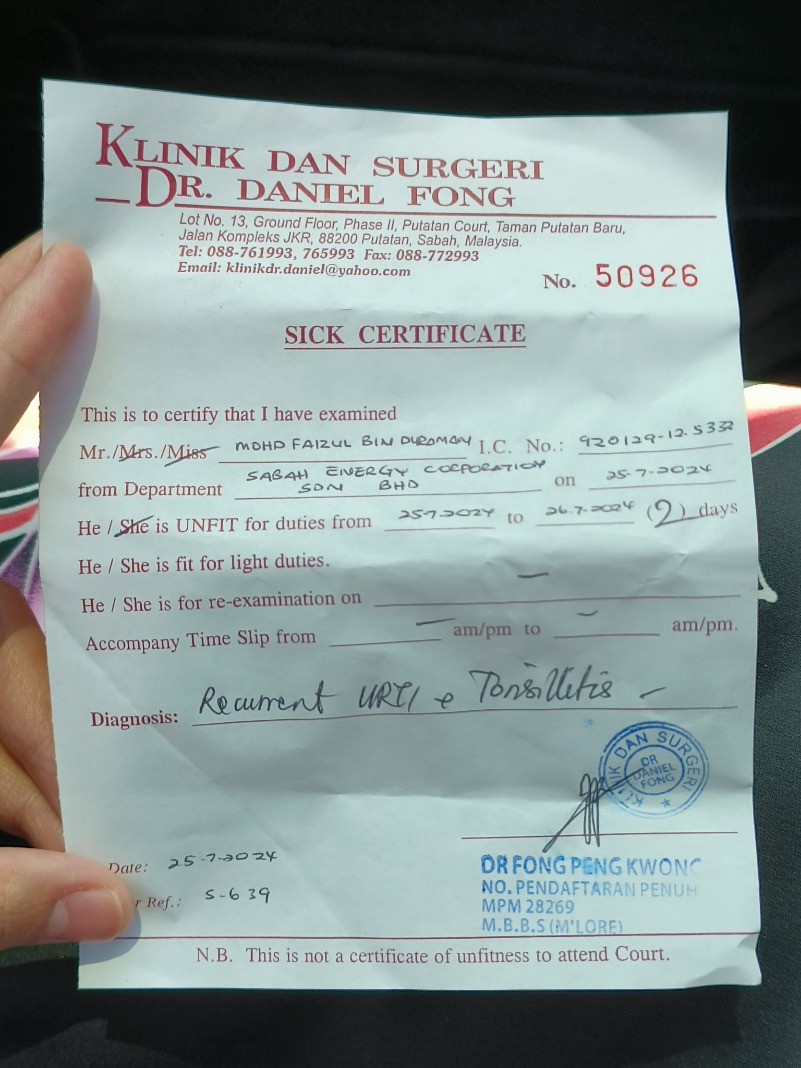 KLINIK DAN SURGERI
DR. DANIEL FONG
Lot No. 13, Ground Floor, Phase II, Putatan Court, Taman Putatan Baru,
Jalan Kompleks JKR, 88200 Putatan, Sabah, Malaysia.
Tel: 088-761993, 765993 Fax: 088-772993
Email: klinikdr.daniel@yahoo.com
No. 50926
SICK CERTIFICATE
This is to certify that I have examined
Mr./Mrs./Miss MOHD FAIZUL BIN I.C. No.: 920129-12-5332
from Department SABAH ENERGY CORPORATION SDN BHD on 25-7-2024
He / She is UNFIT for duties from 25-7-2024 to 26-7-2024 (2) days
He / She is fit for light duties.
He / She is for re-examination on —
Accompany Time Slip from — am/pm to — am/pm.
Diagnosis: Recurrent URTI Tonsillitis —
KLINIK DAN SURGERI
DR
DANIEL
FONG
DR FONG PENG KWONG
NO. PENDAFTARAN PENUH
MPM 28269
M.B.B.S (M'LORE)
Date: 25-7-2024
r Ref.: S-639
N.B. This is not a certificate of unfitness to attend Court.